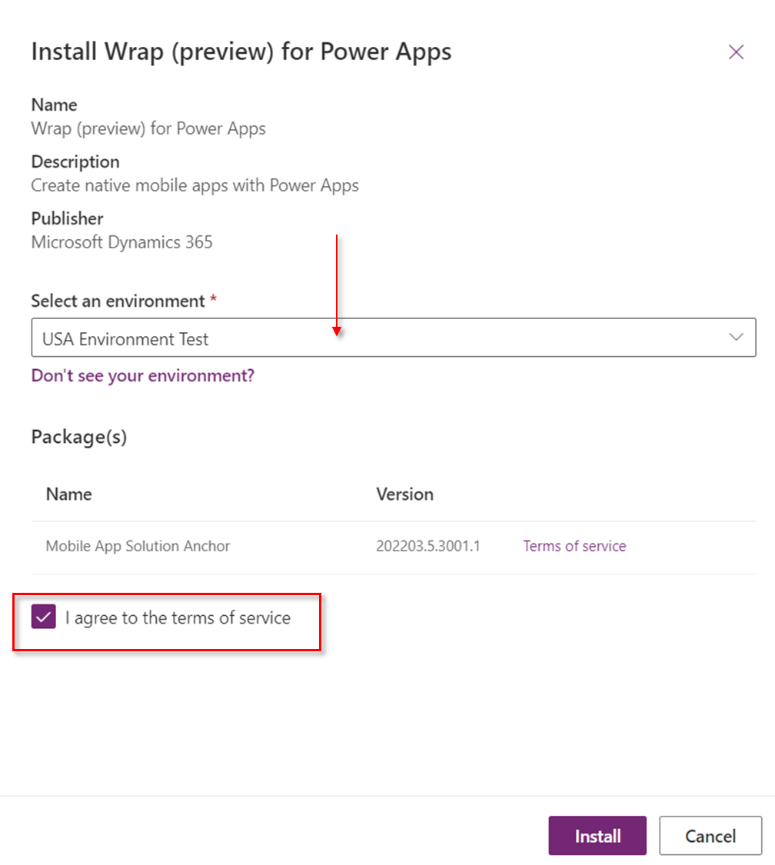 Install Wrap (preview) for Power Apps
Name
Wrap (preview) for Power Apps
Description
Create native mobile apps with Power Apps
Publisher
Microsoft Dynamics 365
Select an environment *
USA Environment Test
Don't see your environment?
Package(s)
Name Version
Mobile App Solution Anchor 202203.5.3001.1 Terms of service
I agree to the terms of service
Install Cancel